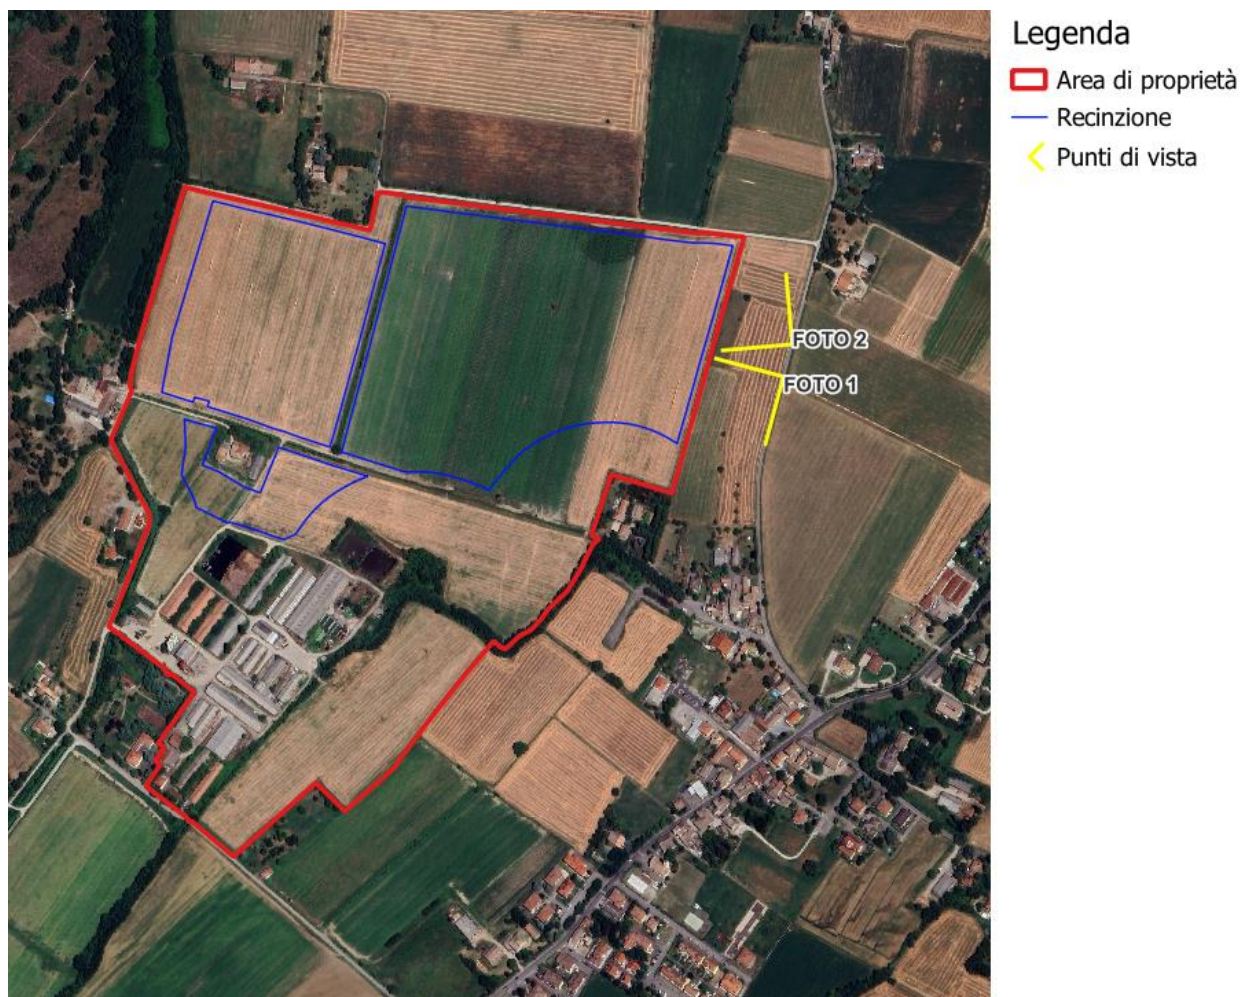 Legenda
Area di proprietà
Recinzione
Punti di vista
FOTO 2
FOTO 1